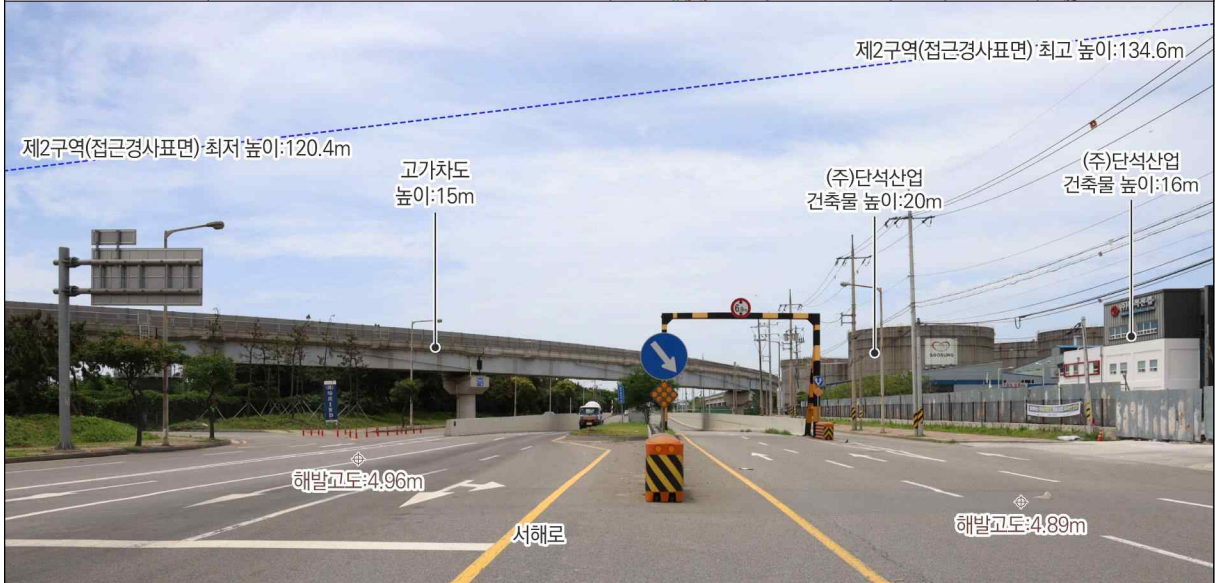 제2구역(접근경사표면) 최고 높이:134.6m
제2구역(접근경사표면) 최저 높이:120.4m
고가차도
높이:15m
(주)단석산업
건축물 높이:20m
(주)단석산업
건축물 높이:16m
해발고도:4.96m
해발고도:4.89m
서해로